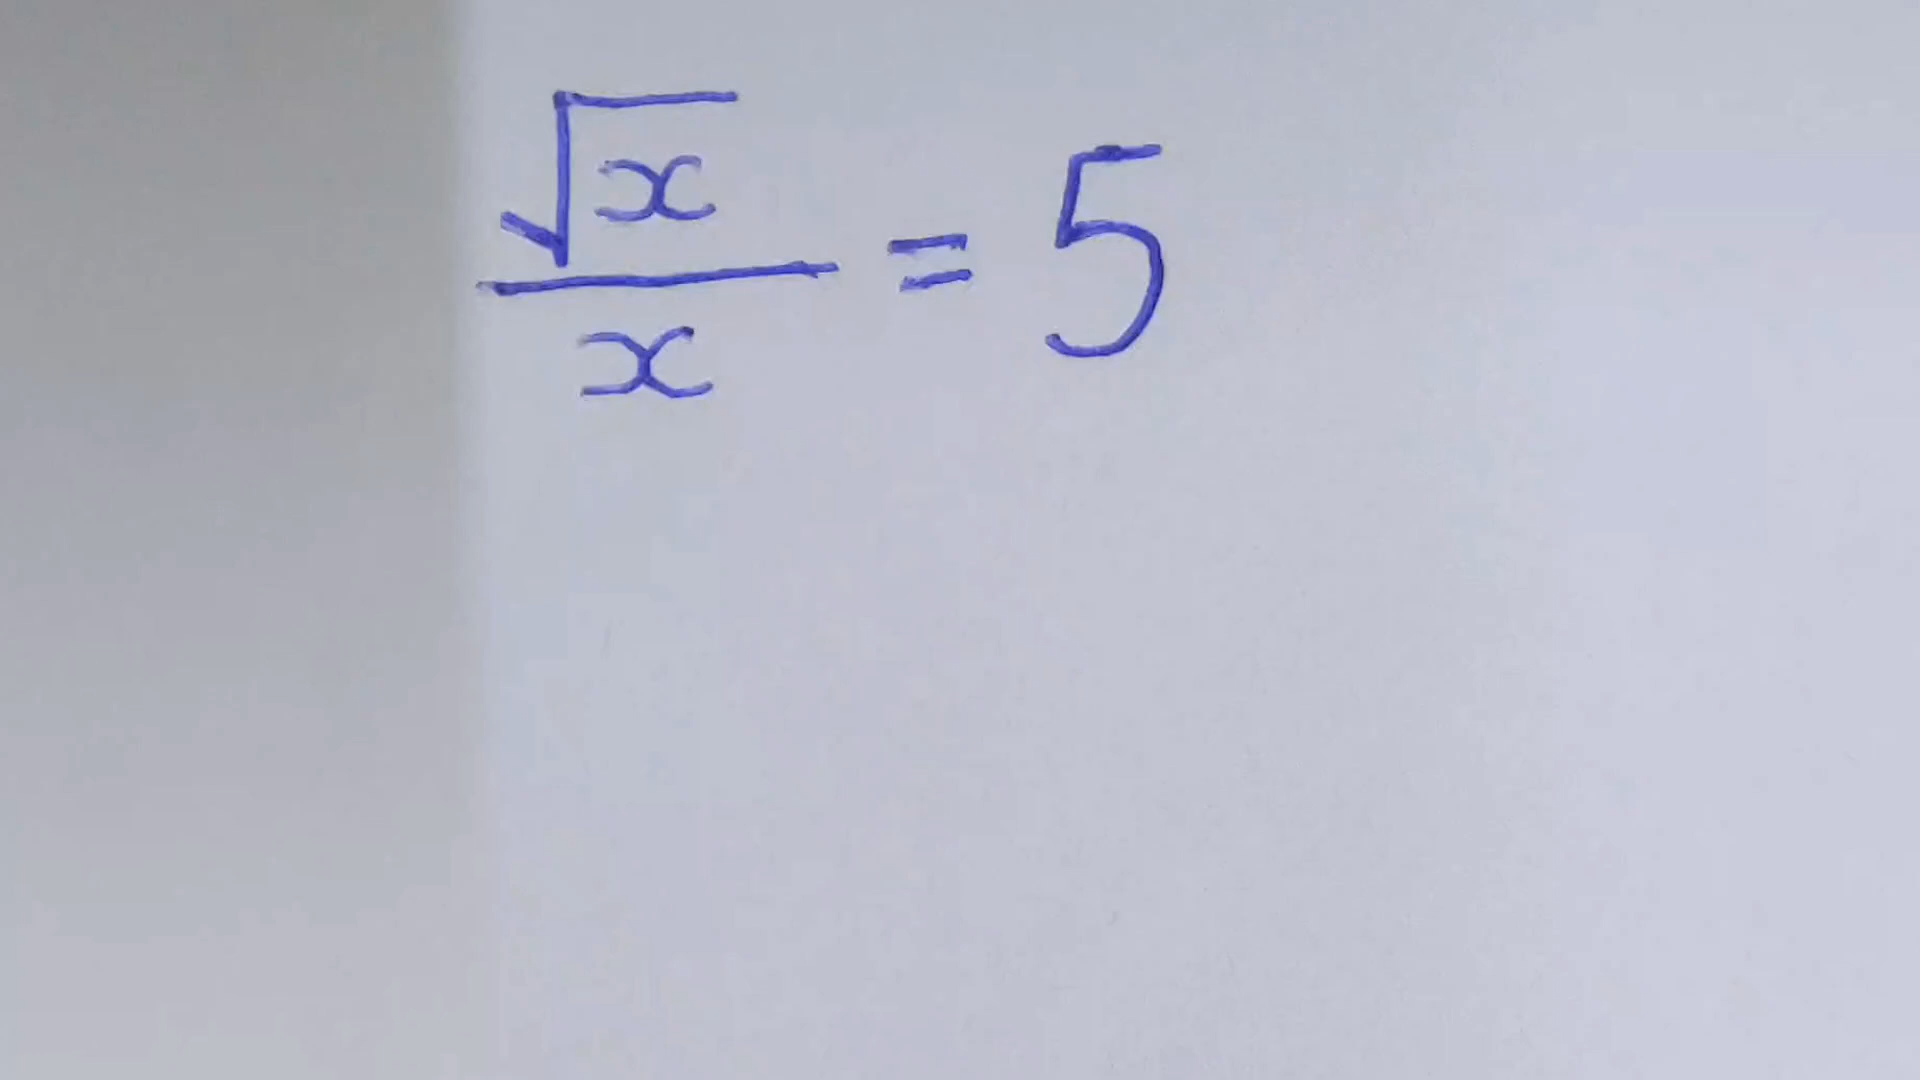 √x/x = 5